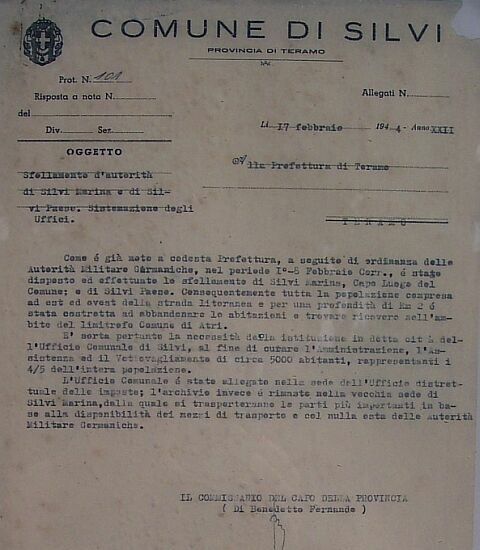 COMUNE DI SILVI
PROVINCIA DI TERAMO
Prot. N. 101
Risposta a nota N.
del
Div. Sez.
Allegati N.
Li 17 febbraio 1944 - Anno XXII
OGGETTO
Sfollamento d'autorità
di Silvi Marina e di Sil-
vi Paese. Sistemazione degli
Uffici.
Alla Prefettura di Teramo
TERAMO
Come é già noto a codesta Prefettura, a seguito di ordinanza delle
Autorità Militare Germaniche, nel periodo I°-8 Febbraio Corr., é stato
disposto ed effettuato lo sfollamento di Silvi Marina, Capo Luogo del
Comune; e di Silvi Paese. Consequentemente tutta la popolazione compresa
ad est ed ovest della strada litoranea e per una profondità di Km 2 é
stata costretta ad abbandonare le abitazioni e trovare ricovero nell'am-
bito del limitrofo Comune di Atri.
E' sorta pertanto la necessità della istituzione in detta città del-
l'Ufficio Comunale di Silvi, al fine di curare l'Amministrazione, l'As-
sistenza ed il Vettovagliamento di circa 5000 abitanti, rappresentanti i
4/5 dell'intera popolazione.
L'Ufficio Comunale é stato allogato nella sede dell'Ufficio distret-
tuale delle imposte; l'archivio invece é rimasto nella vecchia sede di
Silvi Marina, dalla quale si trasporteranno le parti più importanti in ba-
se alla disponibilità dei mezzi di trasporto e col nulla osta delle Autorità
Militare Germaniche.
IL COMMISSARIO DEL CAPO DELLA PROVINCIA
( Di Benedetto Fernando )